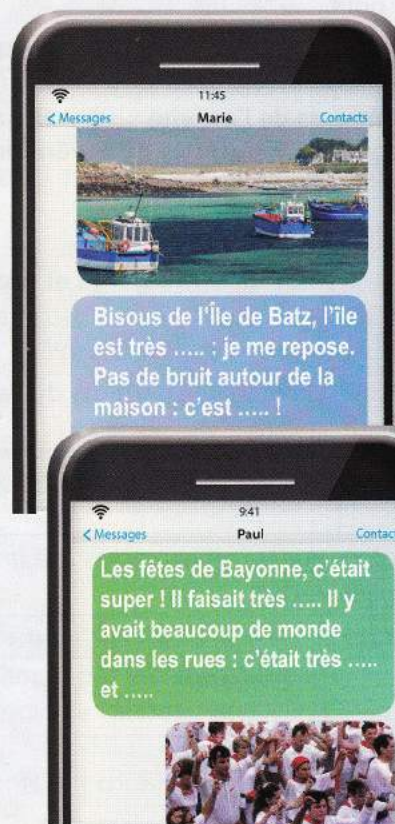 11:45
< Messages Marie Contacts
Bisous de l'Île de Batz, l'île
est très ..... : je me repose.
Pas de bruit autour de la
maison : c'est ..... !
9:41
< Messages Paul Contact
Les fêtes de Bayonne, c'était
super ! Il faisait très ..... Il y
avait beaucoup de monde
dans les rues : c'était très .....
et .....